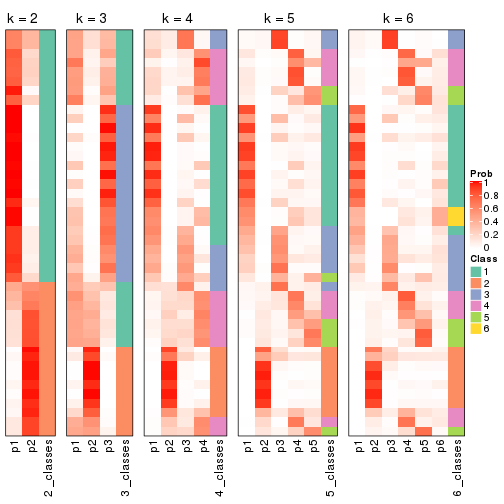 k = 2
k = 3
k = 4
k = 5
k = 6
Prob
1
0.8
0.6
0.4
0.2
0
Class
1
2
3
4
5
6
p1
p2
2_classes
p1
p2
p3
3_classes
p1
p2
p3
p4
4_classes
p1
p2
p3
p4
p5
5_classes
p1
p2
p3
p4
p5
p6
6_classes